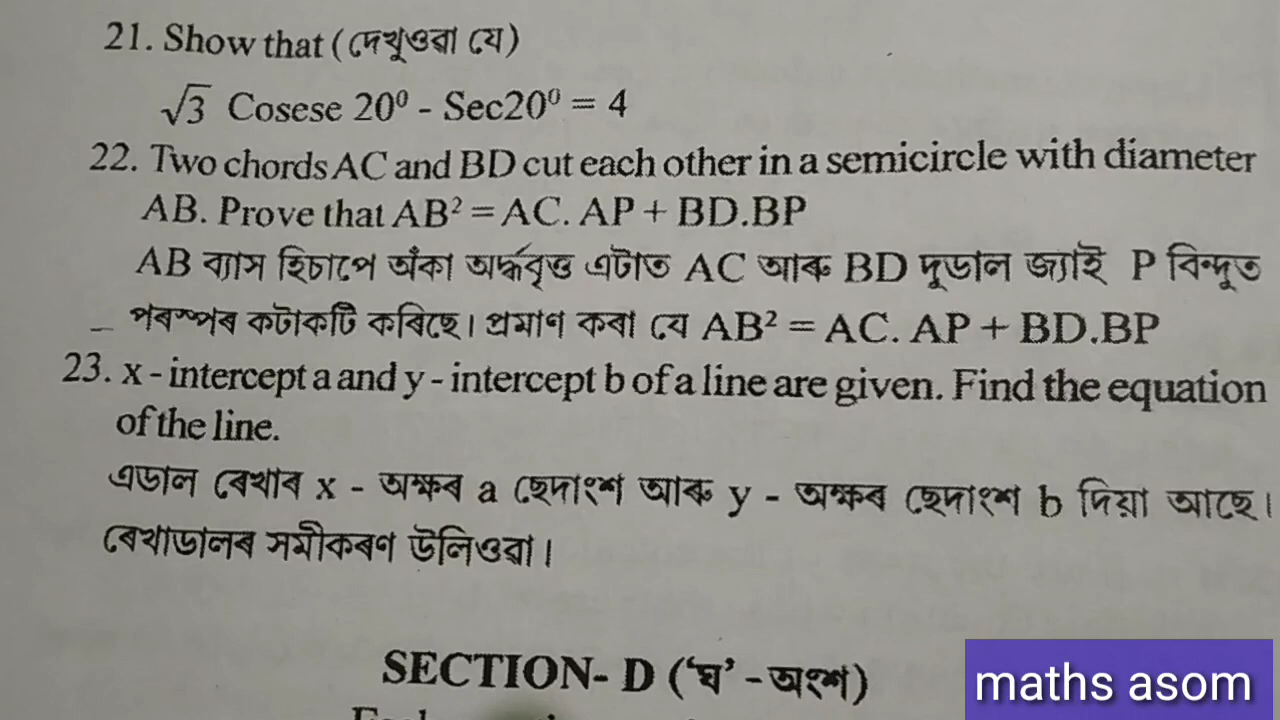 21. Show that (দেখুওৱা যে)
√3 Cosese 20⁰ - Sec20⁰ = 4
22. Two chords AC and BD cut each other in a semicircle with diameter
AB. Prove that AB² = AC. AP + BD.BP
AB ব্যাস হিচাপে অঁকা অৰ্দ্ধবৃত্ত এটাত AC আৰু BD দূডাল জ্যাই P বিন্দূত
পৰস্পৰ কটাকটি কৰিছে। প্ৰমাণ কৰা যে AB² = AC. AP + BD.BP
23. x - intercept a and y - intercept b of a line are given. Find the equation
of the line.
এডাল ৰেখাৰ x - অক্ষৰ a ছেদাংশ আৰু y - অক্ষৰ ছেদাংশ b দিয়া আছে।
ৰেখাডালৰ সমীকৰণ উলিওৱা।
SECTION- D (‘ঘ’ -অংশ)
maths asom